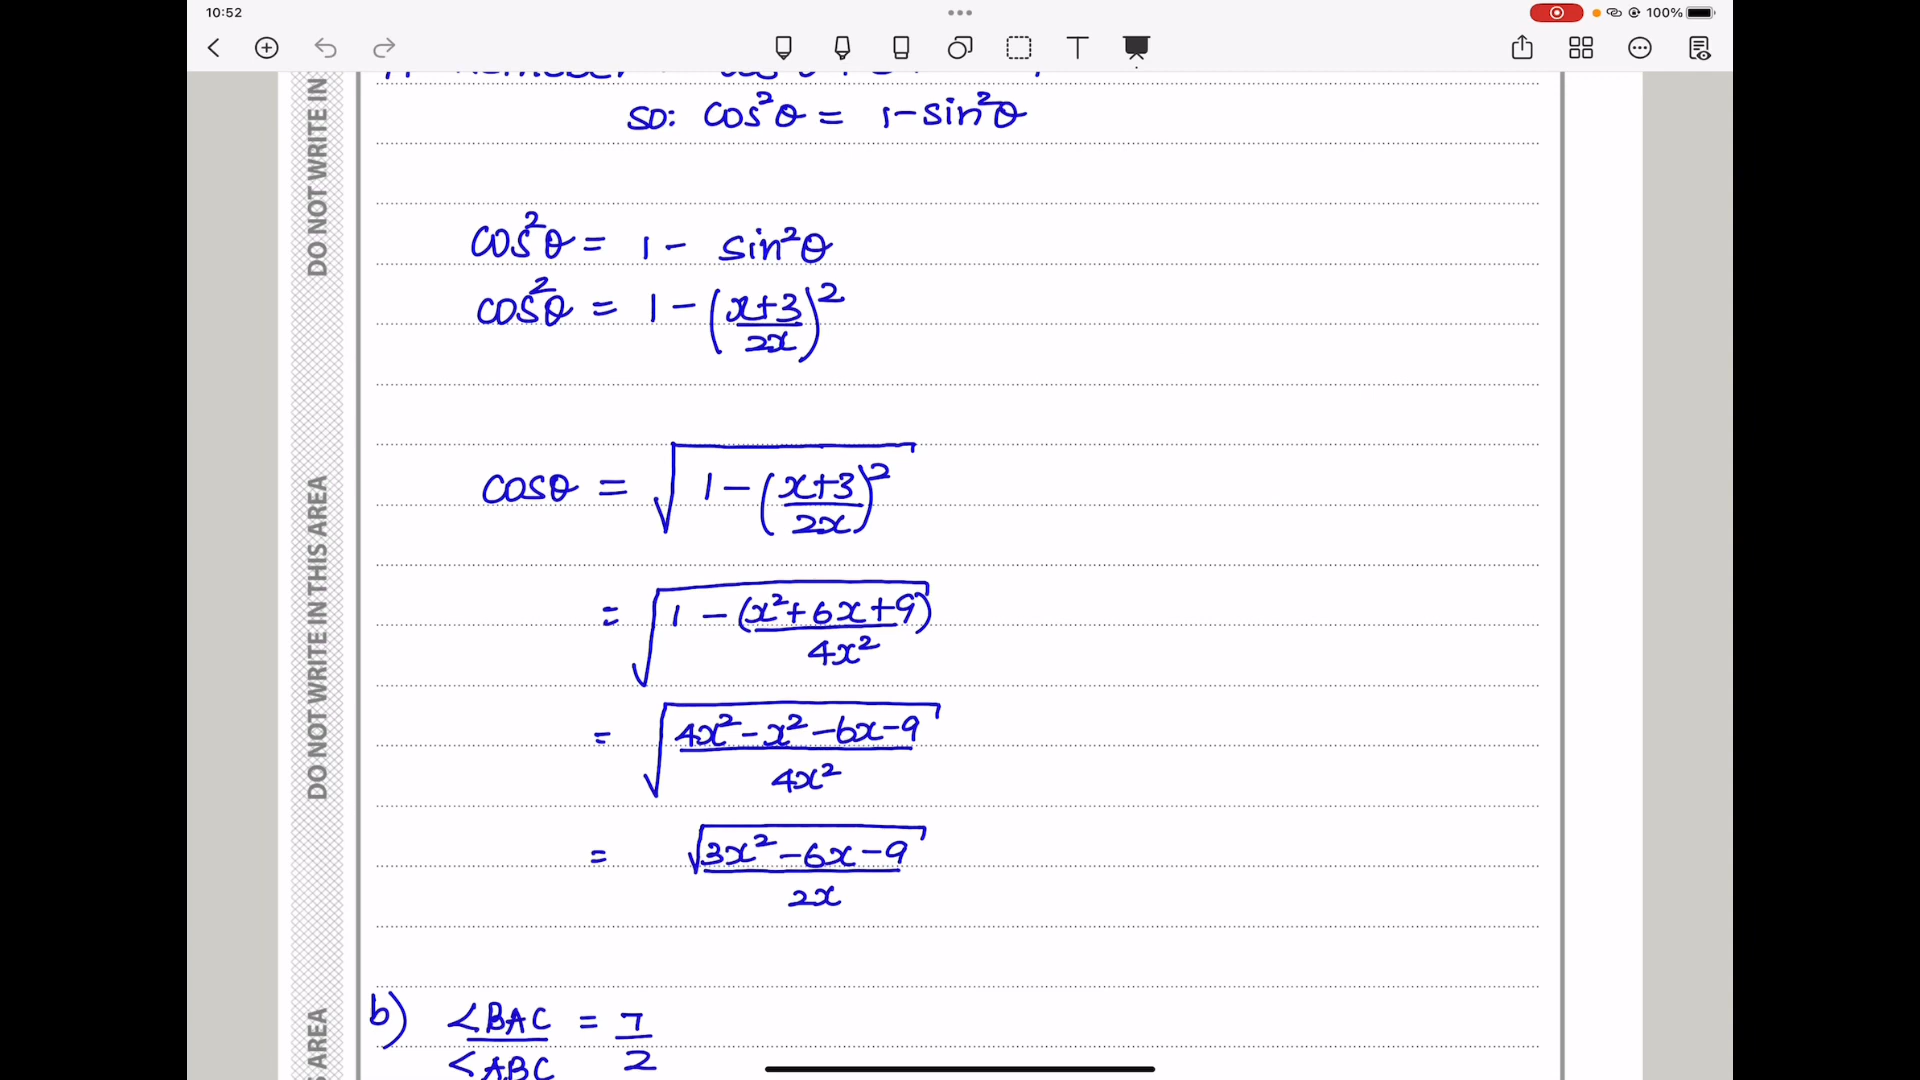 10:52
100%
so: cos²θ = 1-sin²θ
cos²θ = 1 - sin²θ
cos²θ = 1 - (x+3/2x)²
cosθ = √(1 - (x+3/2x)²)
= √(1 - (x²+6x+9)/4x²)
= √(4x²-x²-6x-9/4x²)
= √3x²-6x-9/2x
b) <BAC/<ABC = 7/2
DO NOT WRITE IN
DO NOT WRITE IN THIS AREA
S AREA